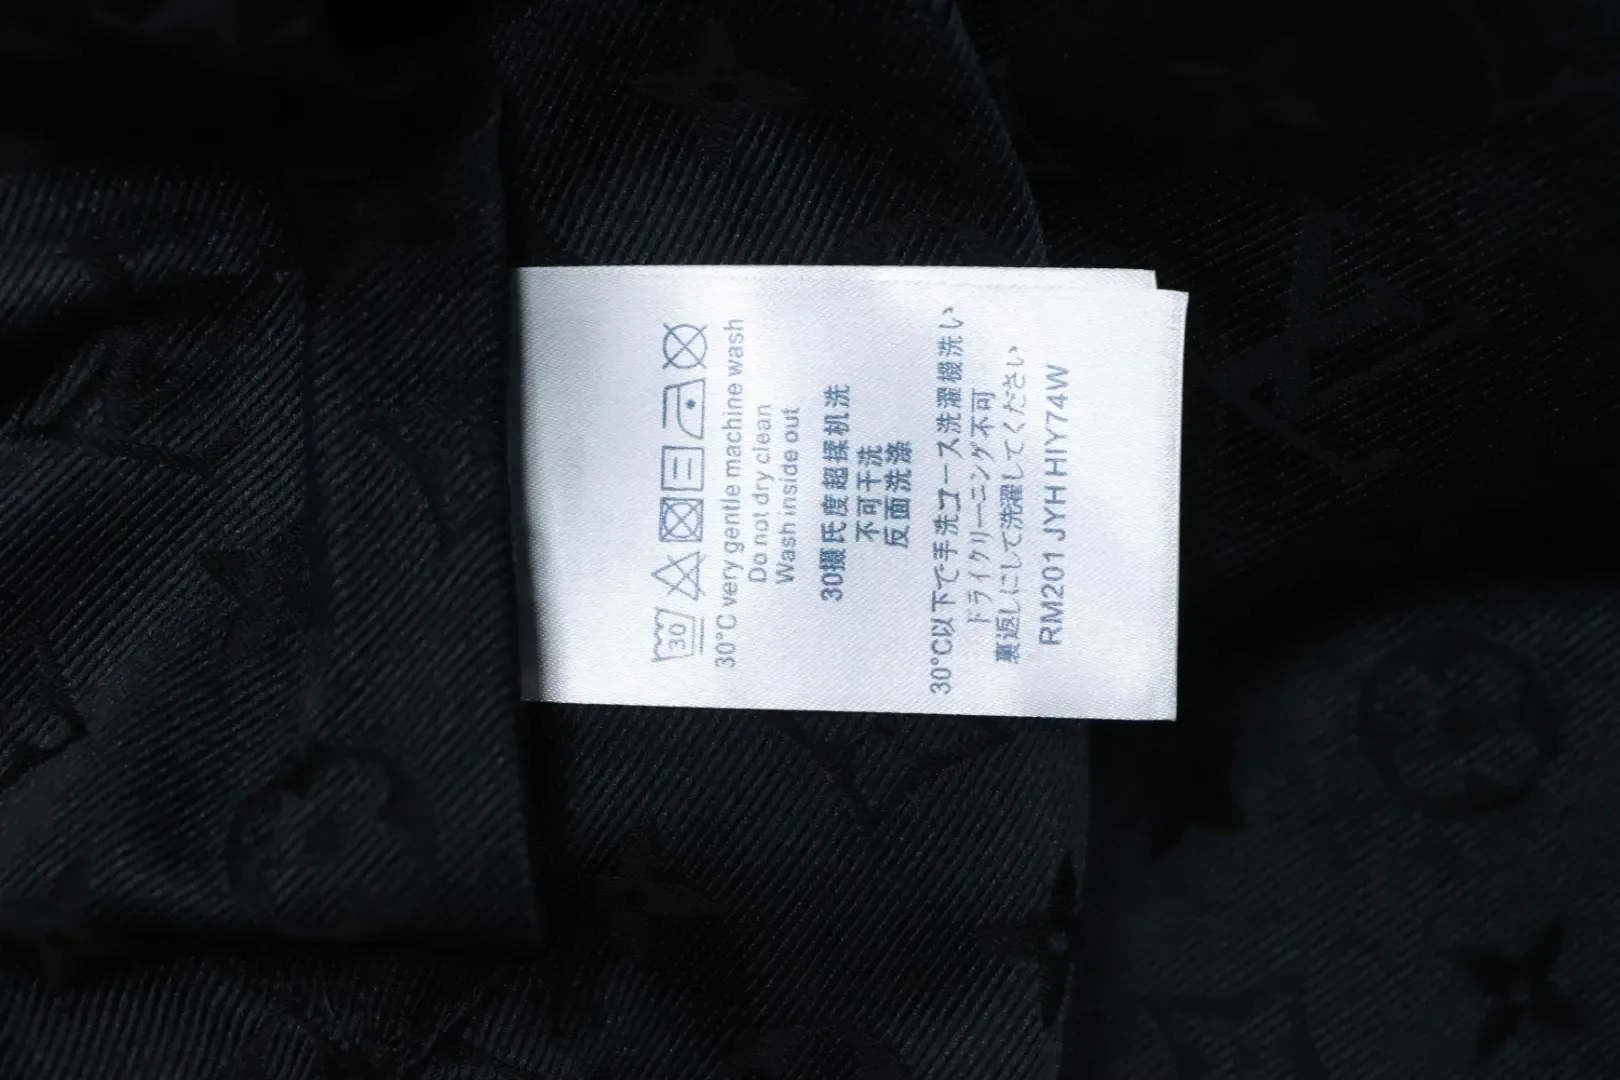 30
30°C very gentle machine wash
Do not dry clean
Wash inside out
30摄氏度超揉机洗
不可干洗
反面洗涤
30℃以下で手洗コース洗濯機洗い
ドライクリーニング不可
裏返しにして洗濯してください
RM201 JYH HIY74W